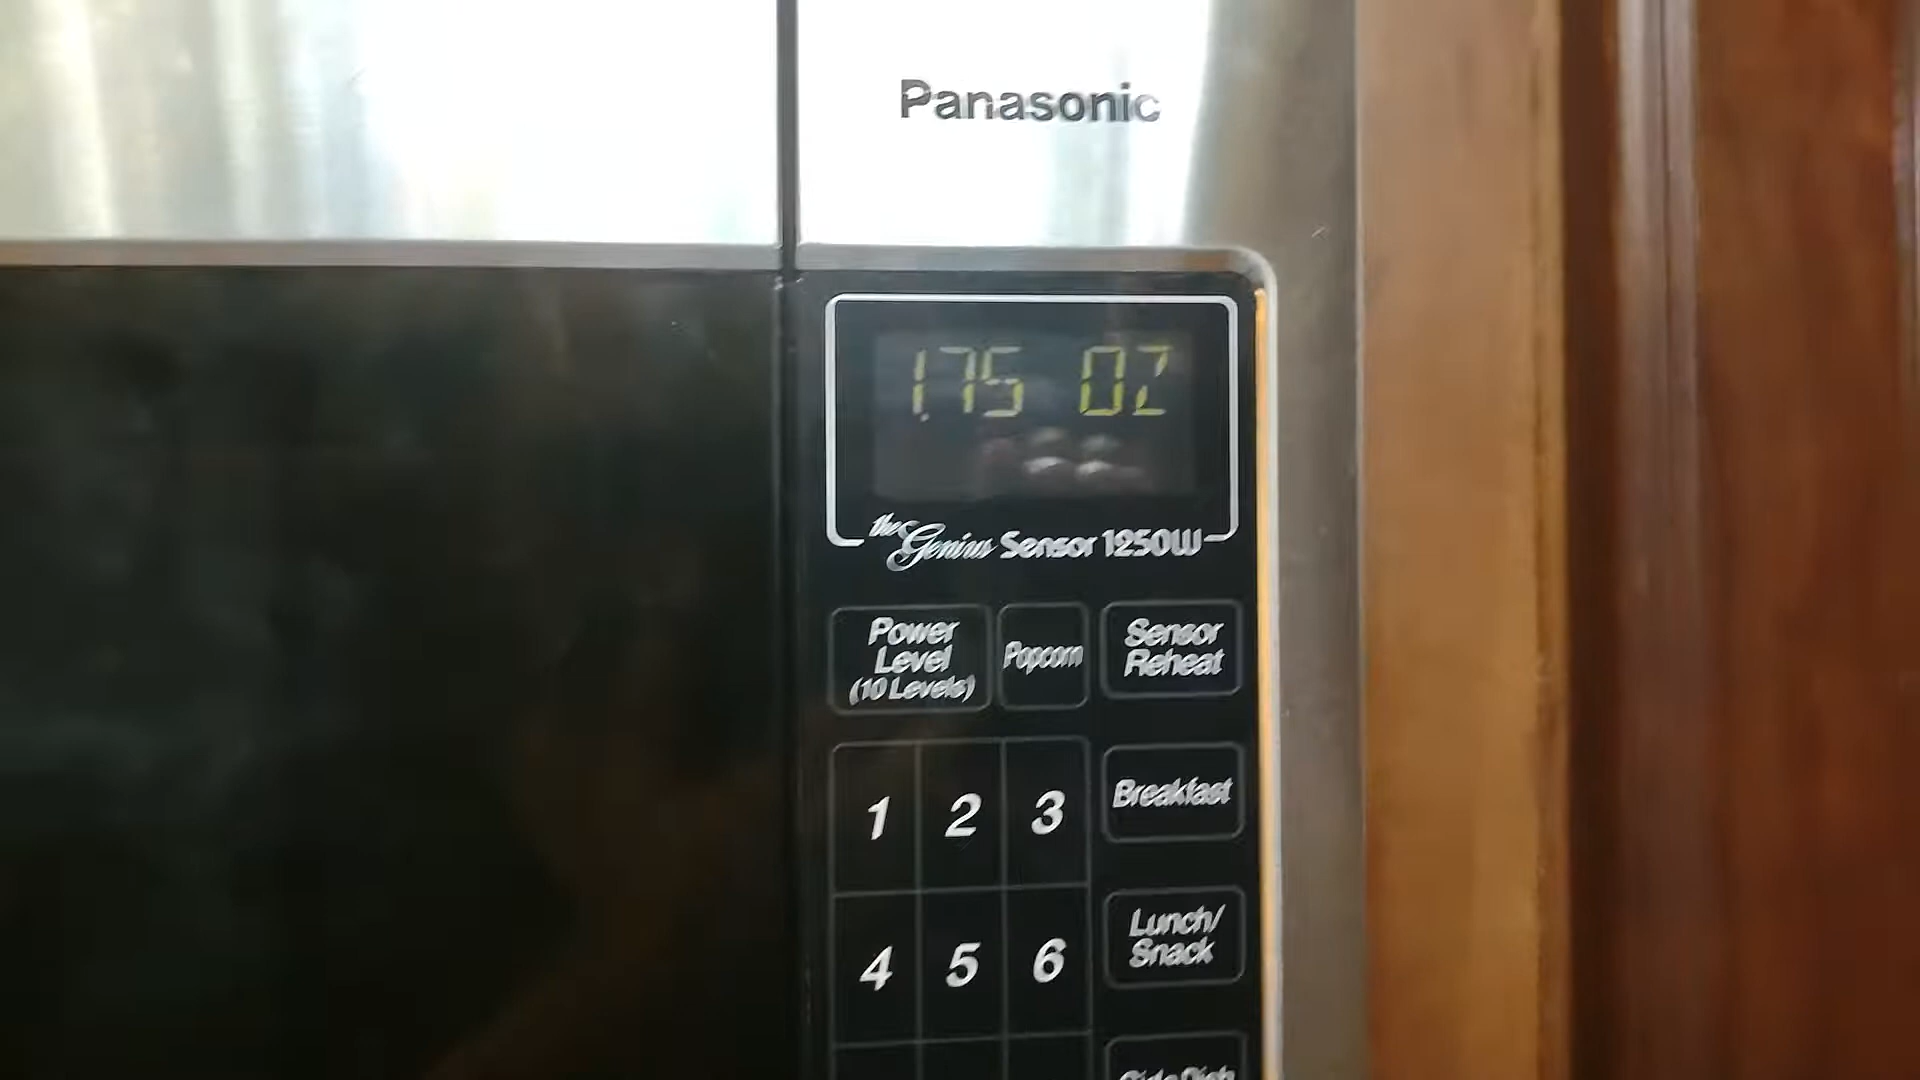 Panasonic
1.75 OZ
the Genius Sensor 1250W
Power
Level
(10 Levels)
Popcorn
Sensor
Reheat
1 2 3
Breakfast
4 5 6
Lunch/
Snack